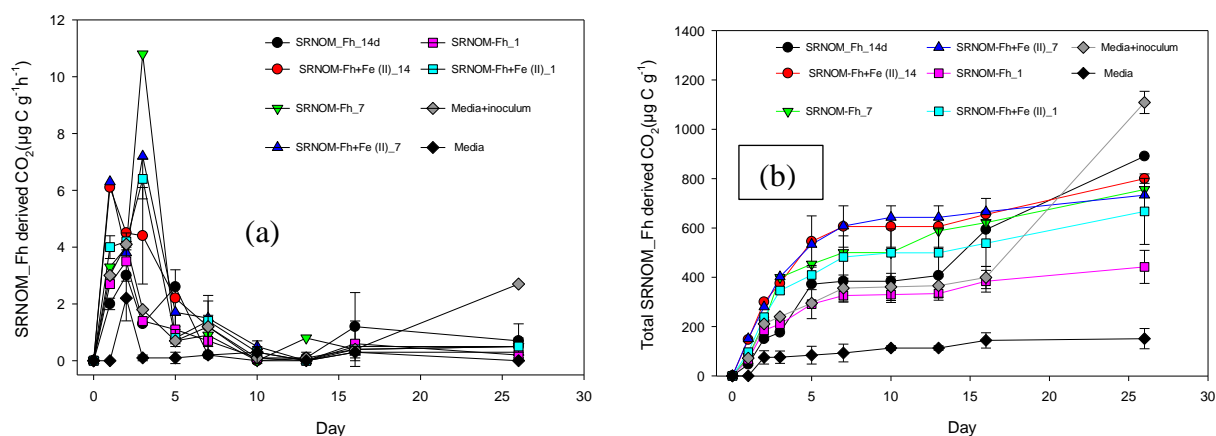 SRNOM_Fh derived CO2(µg C g-1h-1)
12
10
8
6
4
2
0
0
5
10
15
20
25
30
Day
(a)
SRNOM_Fh_14d
SRNOM-Fh_1
SRNOM-Fh+Fe (II)_14
SRNOM-Fh+Fe (II)_1
SRNOM-Fh_7
Media+inoculum
SRNOM-Fh+Fe (II)_7
Media
Total SRNOM_Fh derived CO2(µg C g-1)
1400
1200
1000
800
600
400
200
0
0
5
10
15
20
25
30
Day
(b)
SRNOM_Fh_14d
SRNOM-Fh+Fe (II)_7
Media+inoculum
SRNOM-Fh+Fe (II)_14
SRNOM-Fh_1
Media
SRNOM-Fh_7
SRNOM-Fh+Fe (II)_1